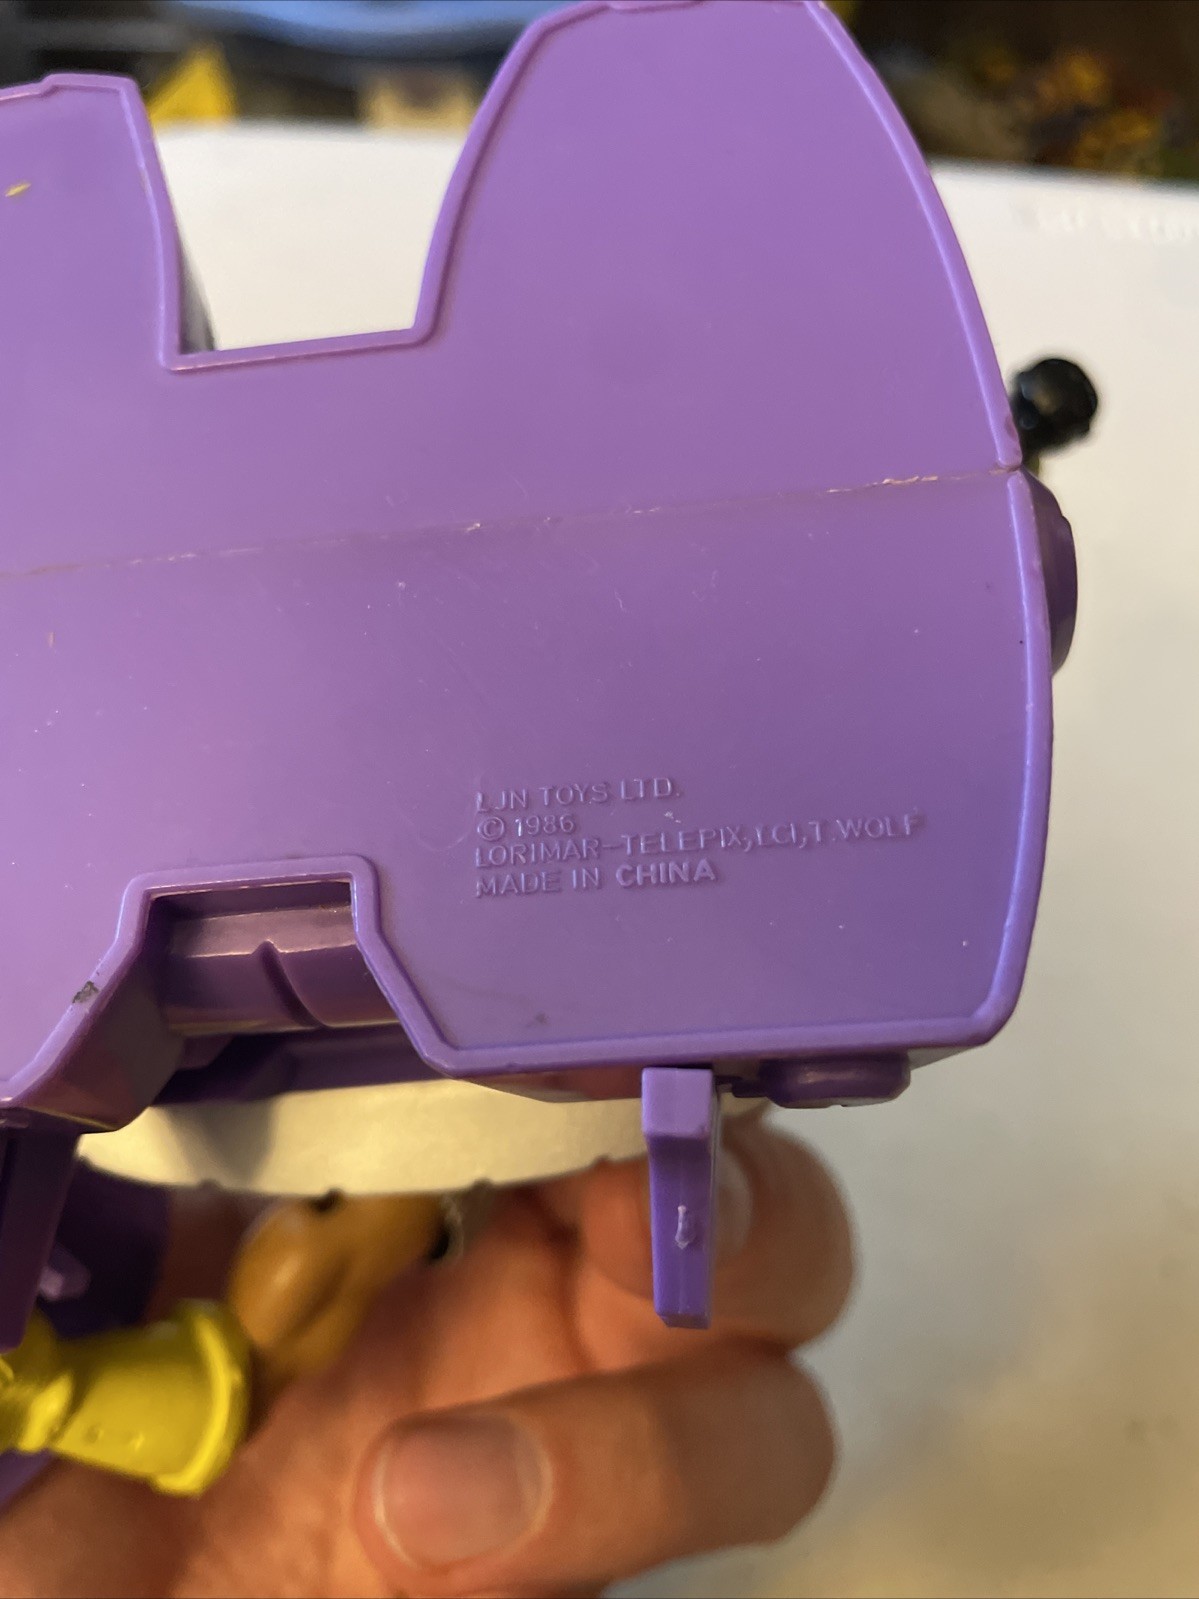 LJN TOYS LTD.
© 1986
LORIMAR-TELEPIX, LCI, T. WOLF
MADE IN CHINA